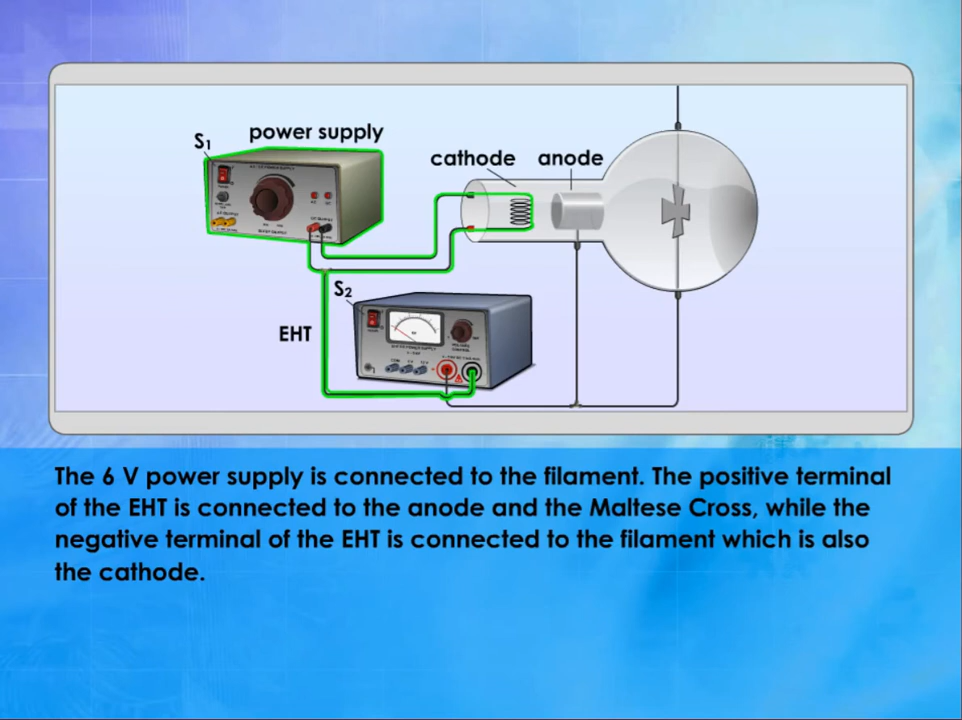 S1
power supply
cathode anode
S2
EHT
The 6 V power supply is connected to the filament. The positive terminal
of the EHT is connected to the anode and the Maltese Cross, while the
negative terminal of the EHT is connected to the filament which is also
the cathode.